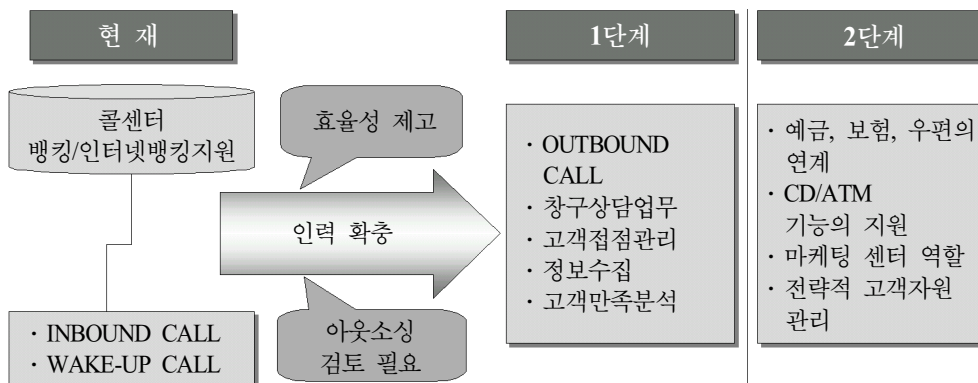 현 재
콜센터
뱅킹/인터넷뱅킹지원
· INBOUND CALL
· WAKE-UP CALL
효율성 제고
인력 확충
아웃소싱
검토 필요
1단계
· OUTBOUND
CALL
· 창구상담업무
· 고객접점관리
· 정보수집
· 고객만족분석
2단계
· 예금, 보험, 우편의
연계
· CD/ATM
기능의 지원
· 마케팅 센터 역할
· 전략적 고객자원
관리